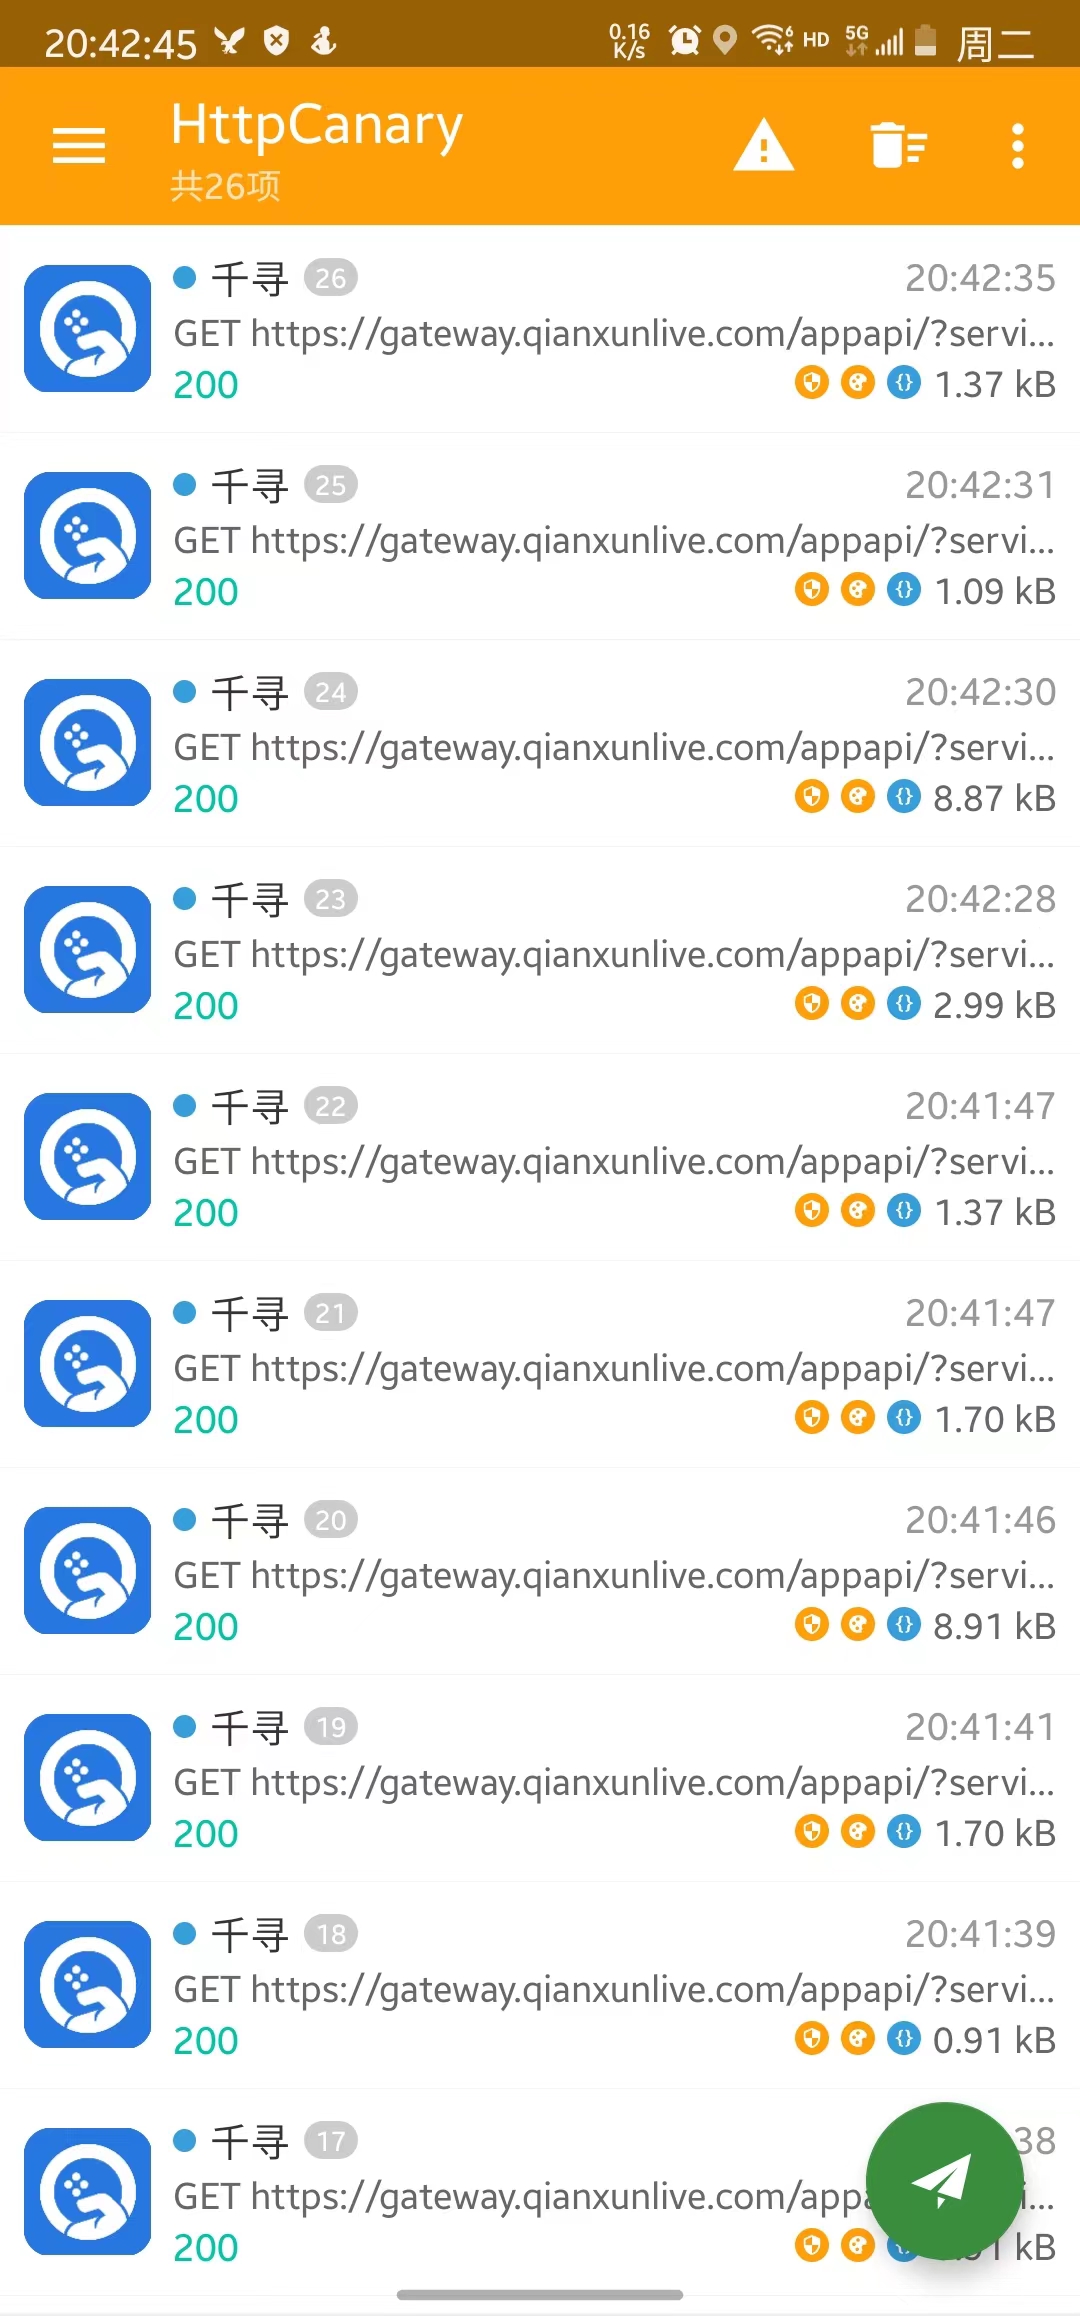 20:42:45 0.16 K/s 6 HD 5G 周二
HttpCanary
共26项
千寻 26 20:42:35
GET https://gateway.qianxunlive.com/appapi/?servi...
200 {} 1.37 kB
千寻 25 20:42:31
GET https://gateway.qianxunlive.com/appapi/?servi...
200 {} 1.09 kB
千寻 24 20:42:30
GET https://gateway.qianxunlive.com/appapi/?servi...
200 {} 8.87 kB
千寻 23 20:42:28
GET https://gateway.qianxunlive.com/appapi/?servi...
200 {} 2.99 kB
千寻 22 20:41:47
GET https://gateway.qianxunlive.com/appapi/?servi...
200 {} 1.37 kB
千寻 21 20:41:47
GET https://gateway.qianxunlive.com/appapi/?servi...
200 {} 1.70 kB
千寻 20 20:41:46
GET https://gateway.qianxunlive.com/appapi/?servi...
200 {} 8.91 kB
千寻 19 20:41:41
GET https://gateway.qianxunlive.com/appapi/?servi...
200 {} 1.70 kB
千寻 18 20:41:39
GET https://gateway.qianxunlive.com/appapi/?servi...
200 {} 0.91 kB
千寻 17 38
GET https://gateway.qianxunlive.com/app
200 kB